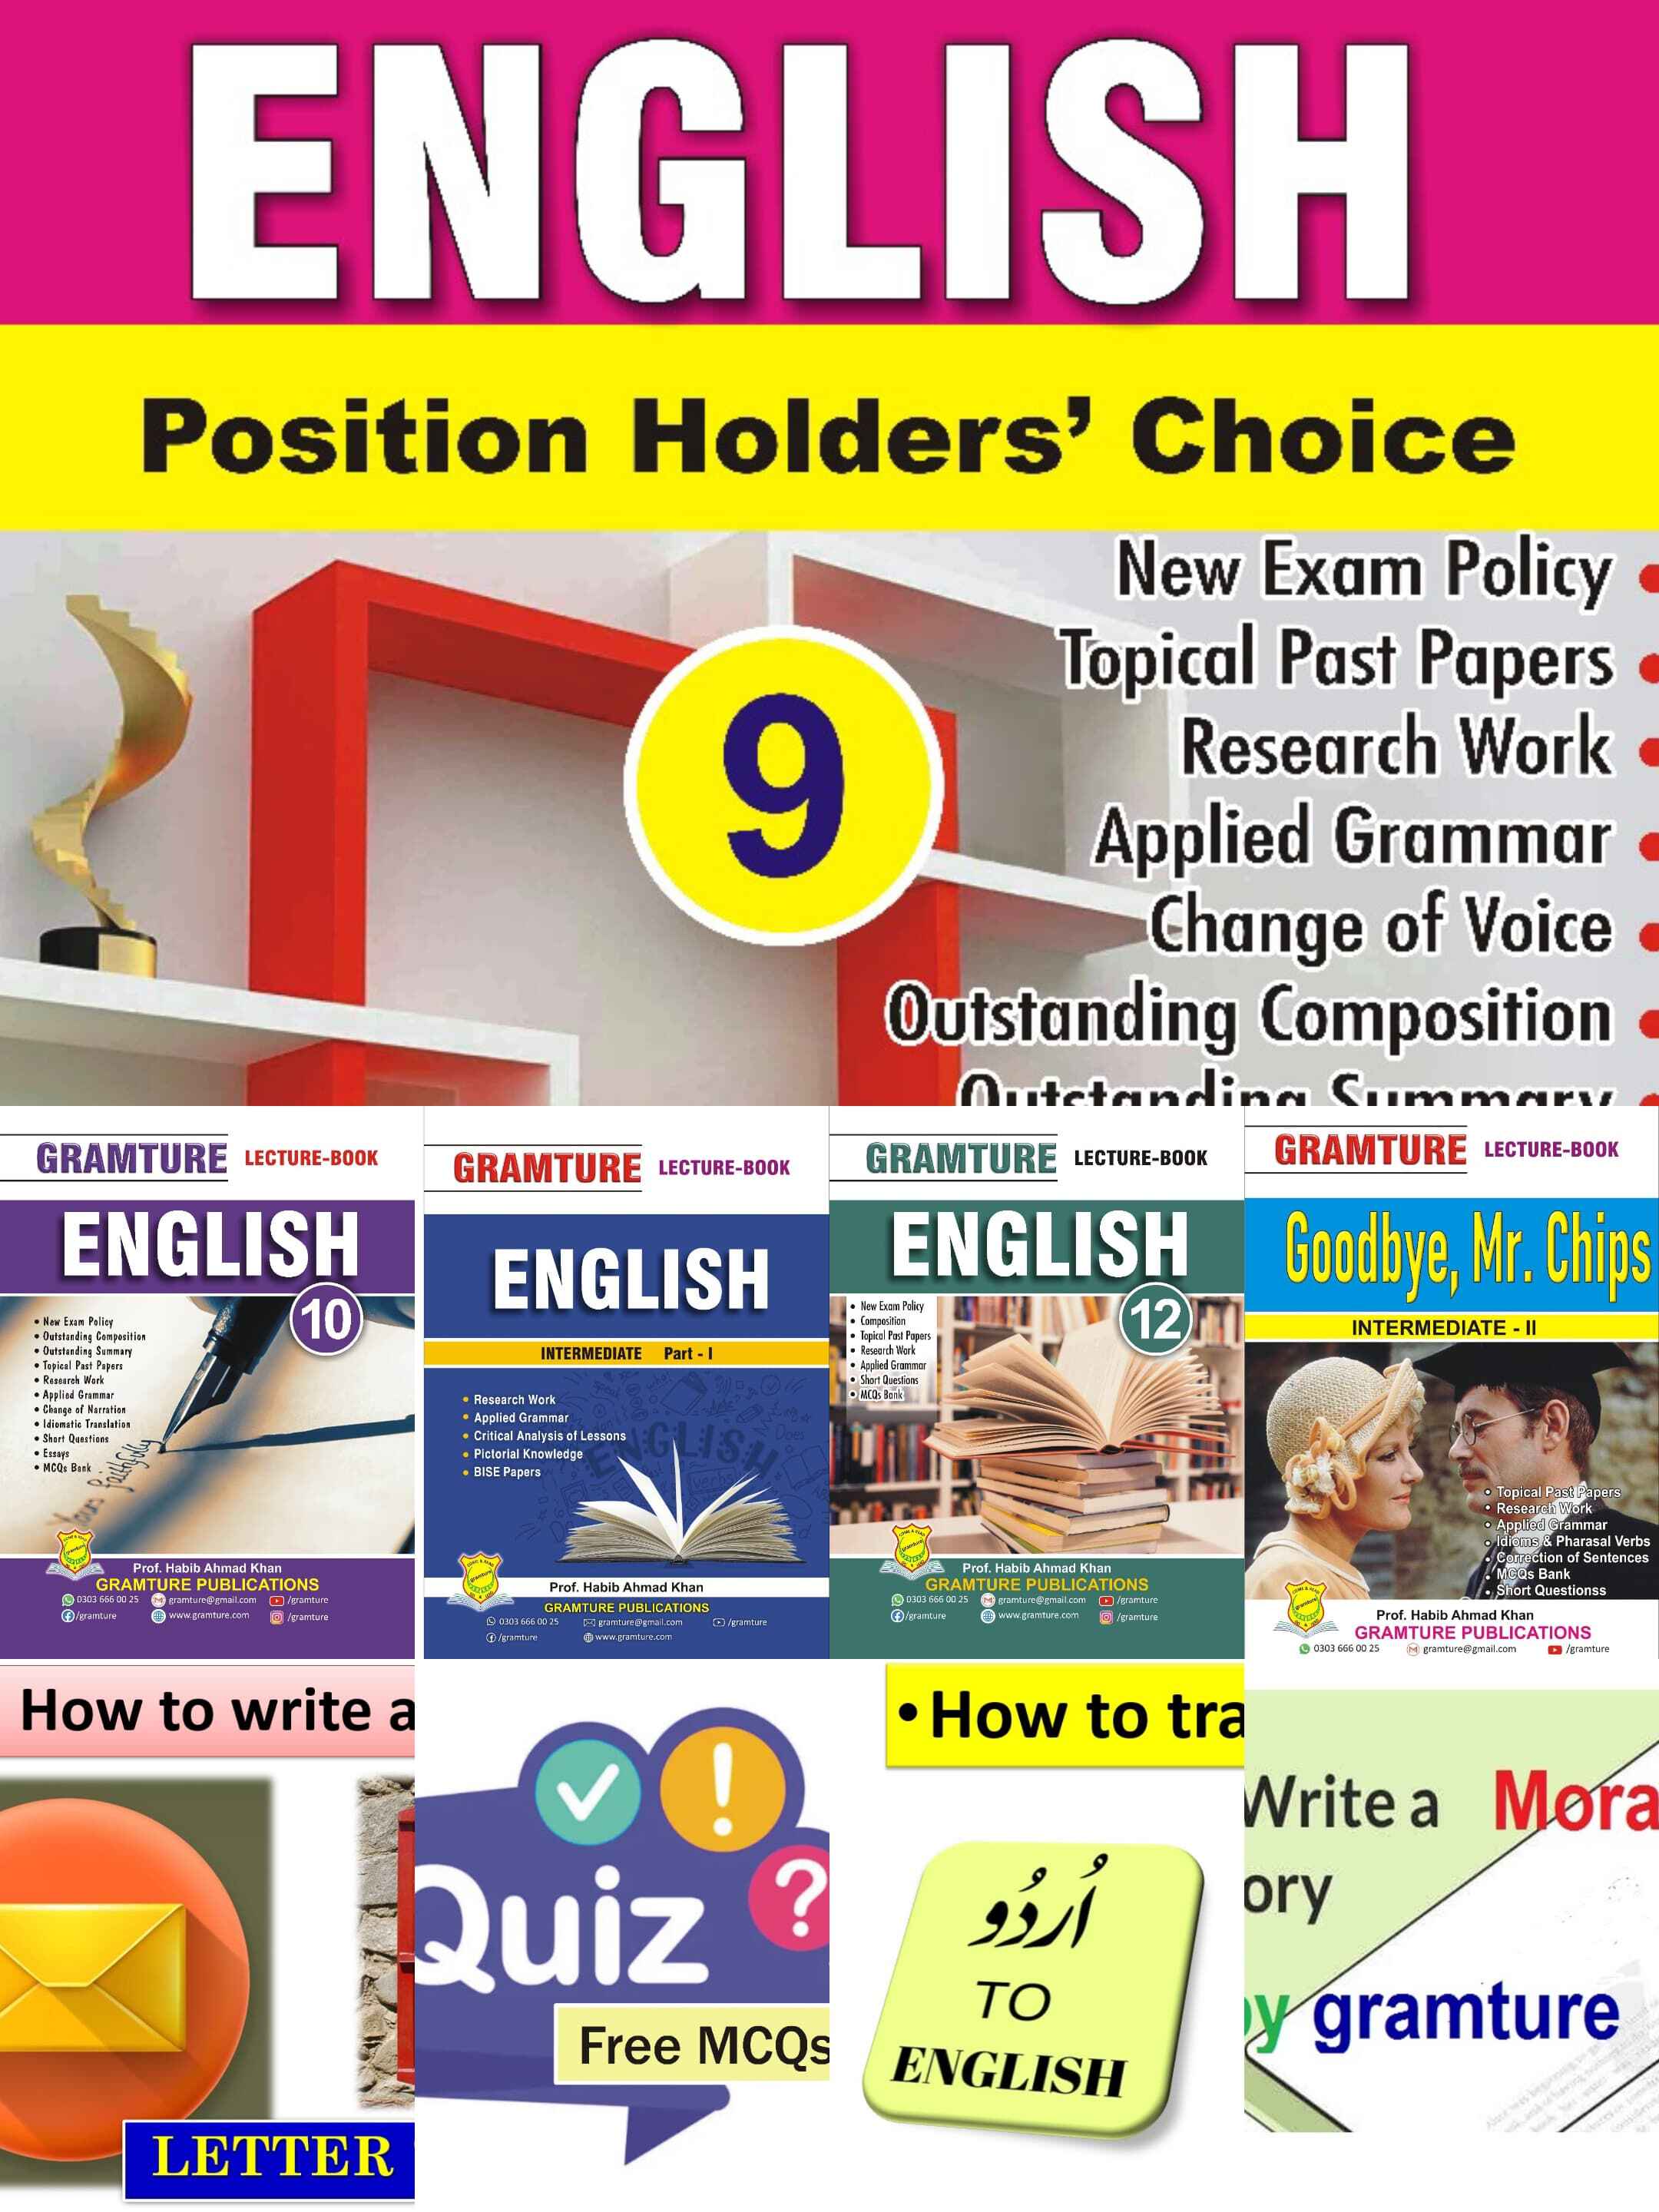 ENGLISH
Position Holders' Choice
9
New Exam Policy
Topical Past Papers
Research Work
Applied Grammar
Change of Voice
Outstanding Composition
Outstanding Summary
GRAMTURE LECTURE-BOOK
ENGLISH
10
• New Exam Policy
• Outstanding Composition
• Outstanding Summary
• Topical Past Papers
• Research Work
• Applied Grammar
• Change of Narration
• Idiomatic Translation
• Short Questions
• Essays
• MCQs Bank
Yours faithfully
Prof. Habib Ahmad Khan
GRAMTURE PUBLICATIONS
0303 666 00 25 gramture@gmail.com /gramture
/gramture www.gramture.com /gramture
GRAMTURE LECTURE-BOOK
ENGLISH
INTERMEDIATE Part - I
• Research Work
• Applied Grammar
• Critical Analysis of Lessons
• Pictorial Knowledge
• BISE Papers
ENGLISH
Prof. Habib Ahmad Khan
GRAMTURE PUBLICATIONS
0303 666 00 25 gramture@gmail.com /gramture
/gramture www.gramture.com
GRAMTURE LECTURE-BOOK
ENGLISH
12
• New Exam Policy
• Composition
• Topical Past Papers
• Research Work
• Applied Grammar
• Short Questions
• MCQs Bank
Prof. Habib Ahmad Khan
GRAMTURE PUBLICATIONS
0303 666 00 25 gramture@gmail.com /gramture
/gramture www.gramture.com /gramture
GRAMTURE LECTURE-BOOK
Goodbye, Mr. Chips
INTERMEDIATE - II
• Topical Past Papers
• Research Work
• Applied Grammar
• Idioms & Pharasal Verbs
• Correction of Sentences
• MCQs Bank
• Short Questionss
Prof. Habib Ahmad Khan
GRAMTURE PUBLICATIONS
0303 666 00 25 gramture@gmail.com /gramture
How to write a
LETTER
Quiz
Free MCQs
• How to tra
اُردُو
TO
ENGLISH
Write a Mora
ory
by gramture